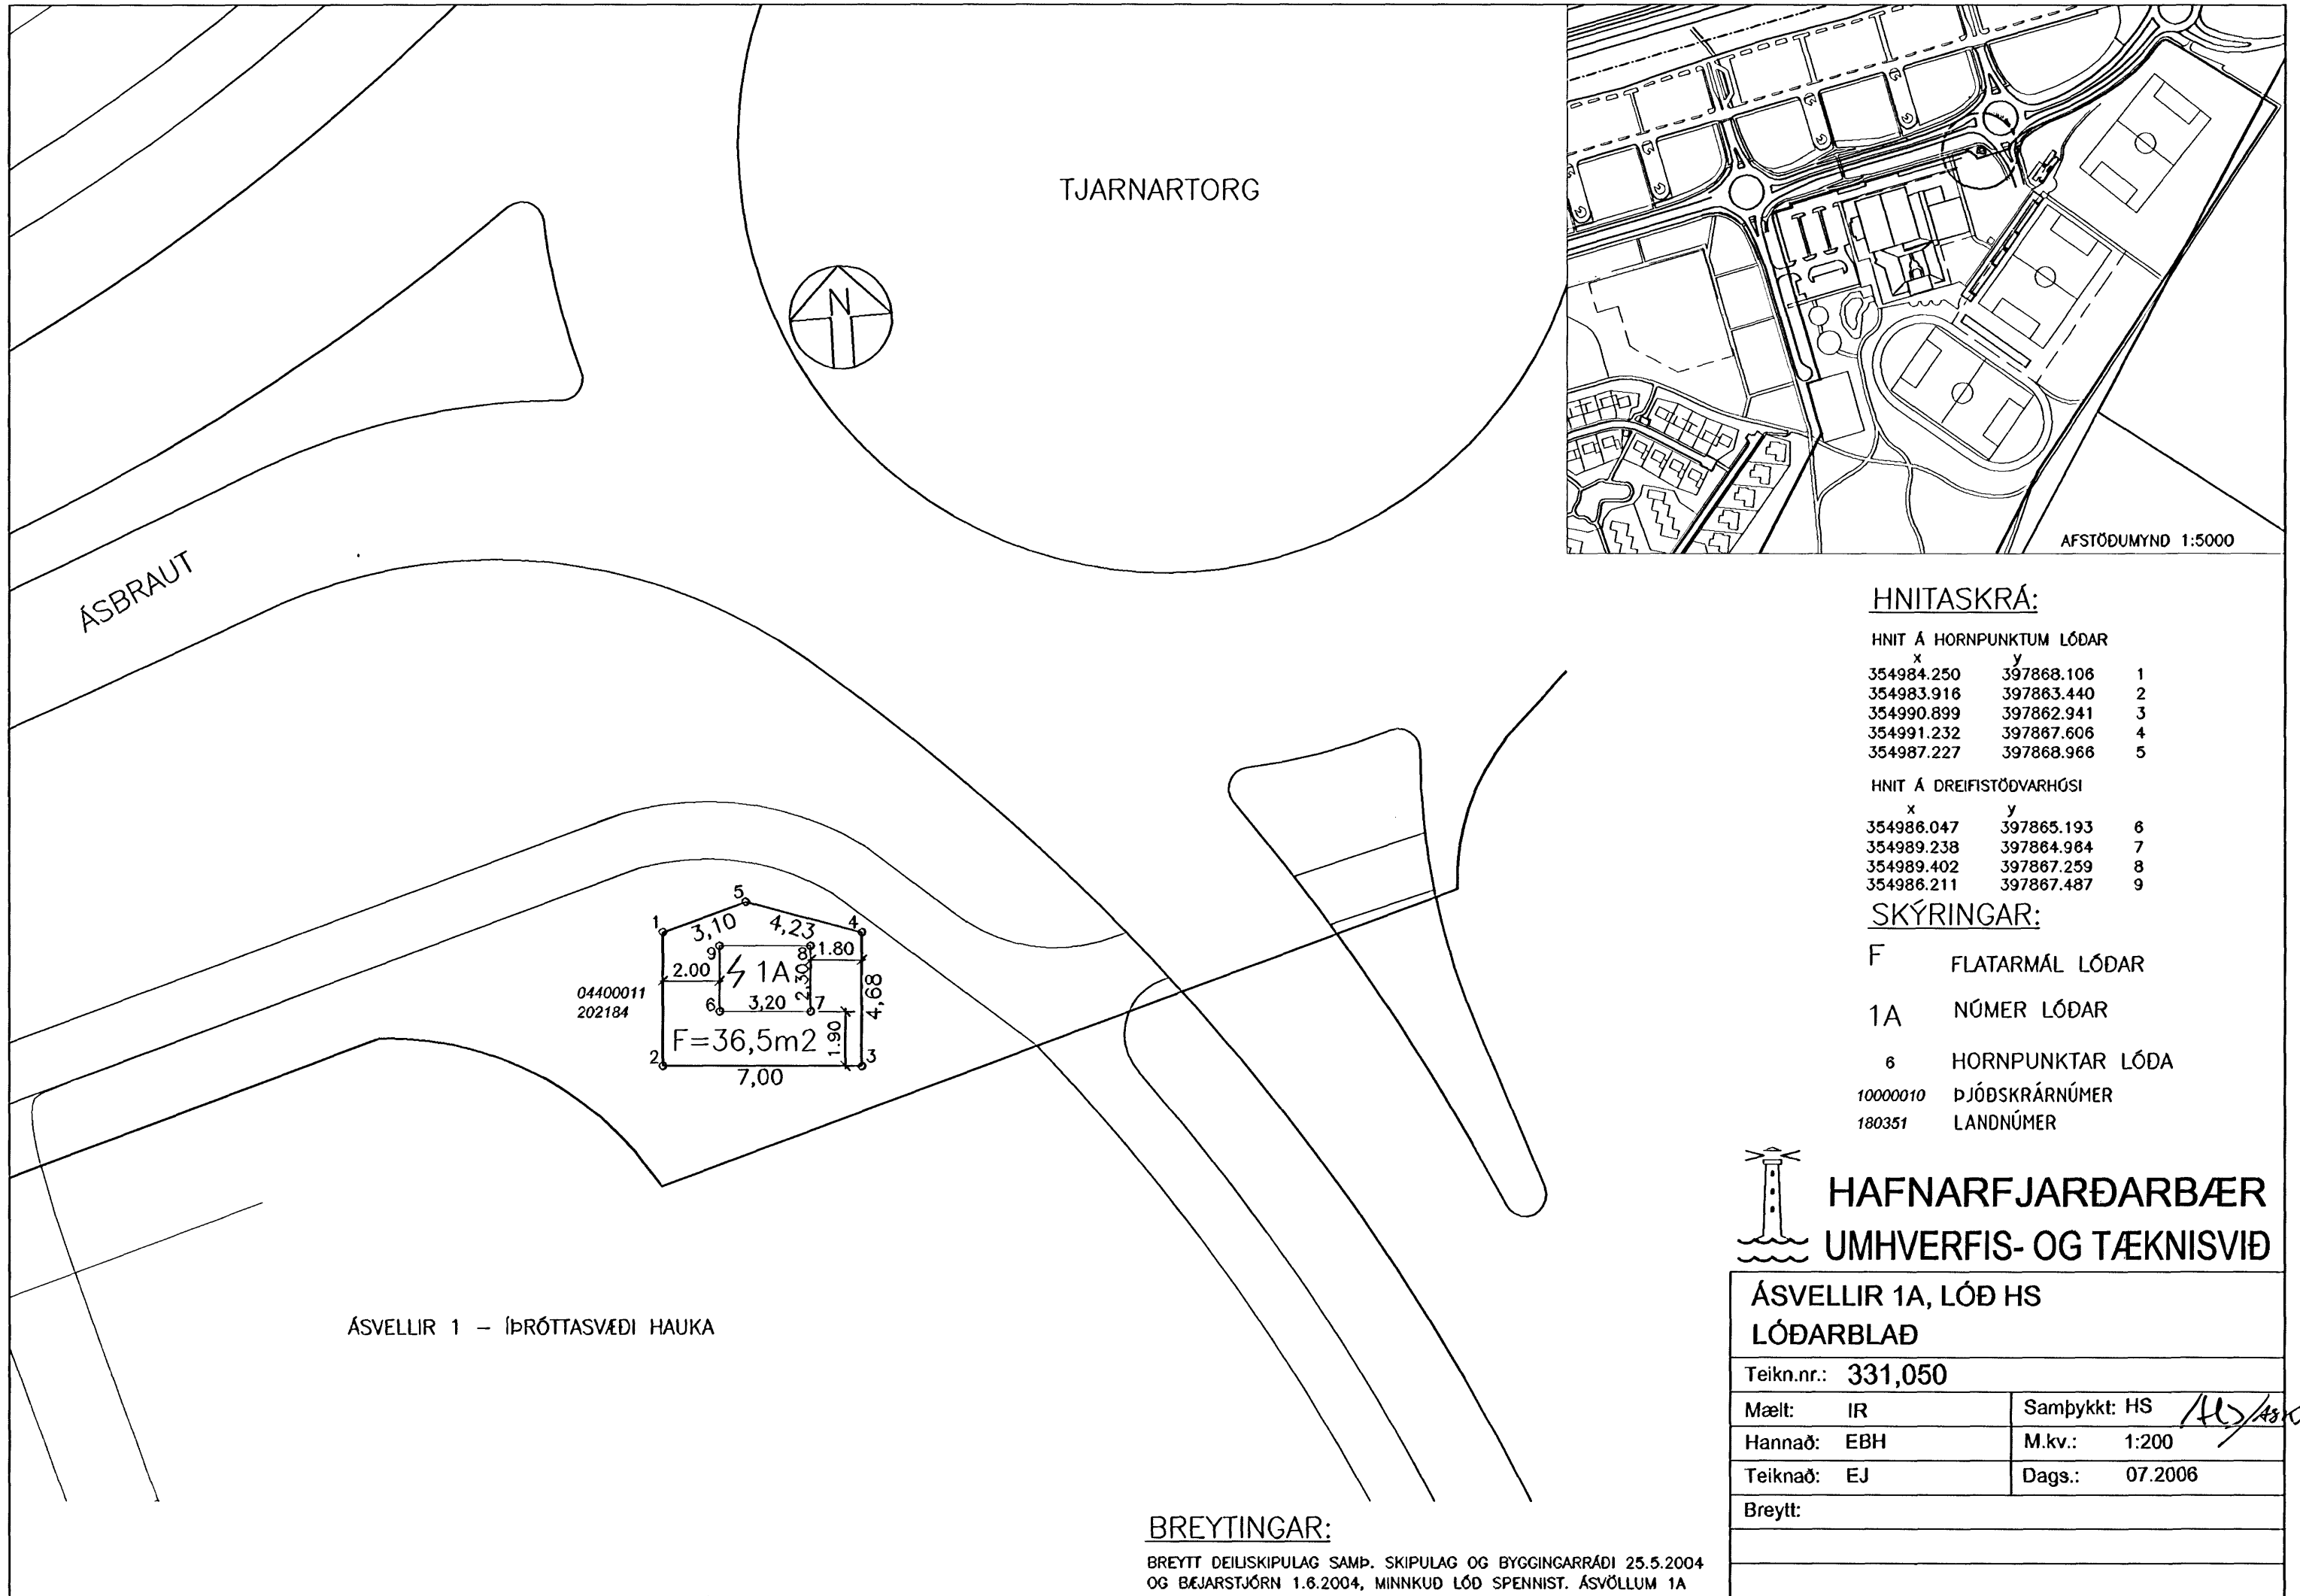 TJARNARTORG
N
ÁSBRAUT
AFSTÖÐUMYND 1:5000
HNITASKRÁ:
HNIT Á HORNPUNKTUM LÓÐAR
x y
354984.250 397868.106 1
354983.916 397863.440 2
354990.899 397862.941 3
354991.232 397867.606 4
354987.227 397868.966 5
HNIT Á DREIFISTÖÐVARHÚSI
x y
354986.047 397865.193 6
354989.238 397864.964 7
354989.402 397867.259 8
354986.211 397867.487 9
SKÝRINGAR:
F FLATARMÁL LÓÐAR
1A NÚMER LÓÐAR
6 HORNPUNKTAR LÓÐA
10000010 ÞJÓÐSKRÁRNÚMER
180351 LANDNÚMER
5
1 3,10 4,23 4
9 8 1.80
2.00 1A 2,30
04400011
202184
6 3,20 7 4,68
F=36,5m2 1.90
2 3
7,00
ÁSVELLIR 1 – ÍÞRÓTTASVÆÐI HAUKA
HAFNARFJARÐARBÆR
UMHVERFIS- OG TÆKNISVIÐ
ÁSVELLIR 1A, LÓÐ HS
LÓÐARBLAÐ
Teikn.nr.: 331,050
Mælt: IR Samþykkt: HS
Hannað: EBH M.kv.: 1:200
Teiknað: EJ Dags.: 07.2006
Breytt:
BREYTINGAR:
BREYTT DEILISKIPULAG SAMÞ. SKIPULAG OG BYGGINGARRÁÐI 25.5.2004
OG BÆJARSTJÓRN 1.6.2004, MINNKUÐ LÓÐ SPENNIST. ÁSVÖLLUM 1A